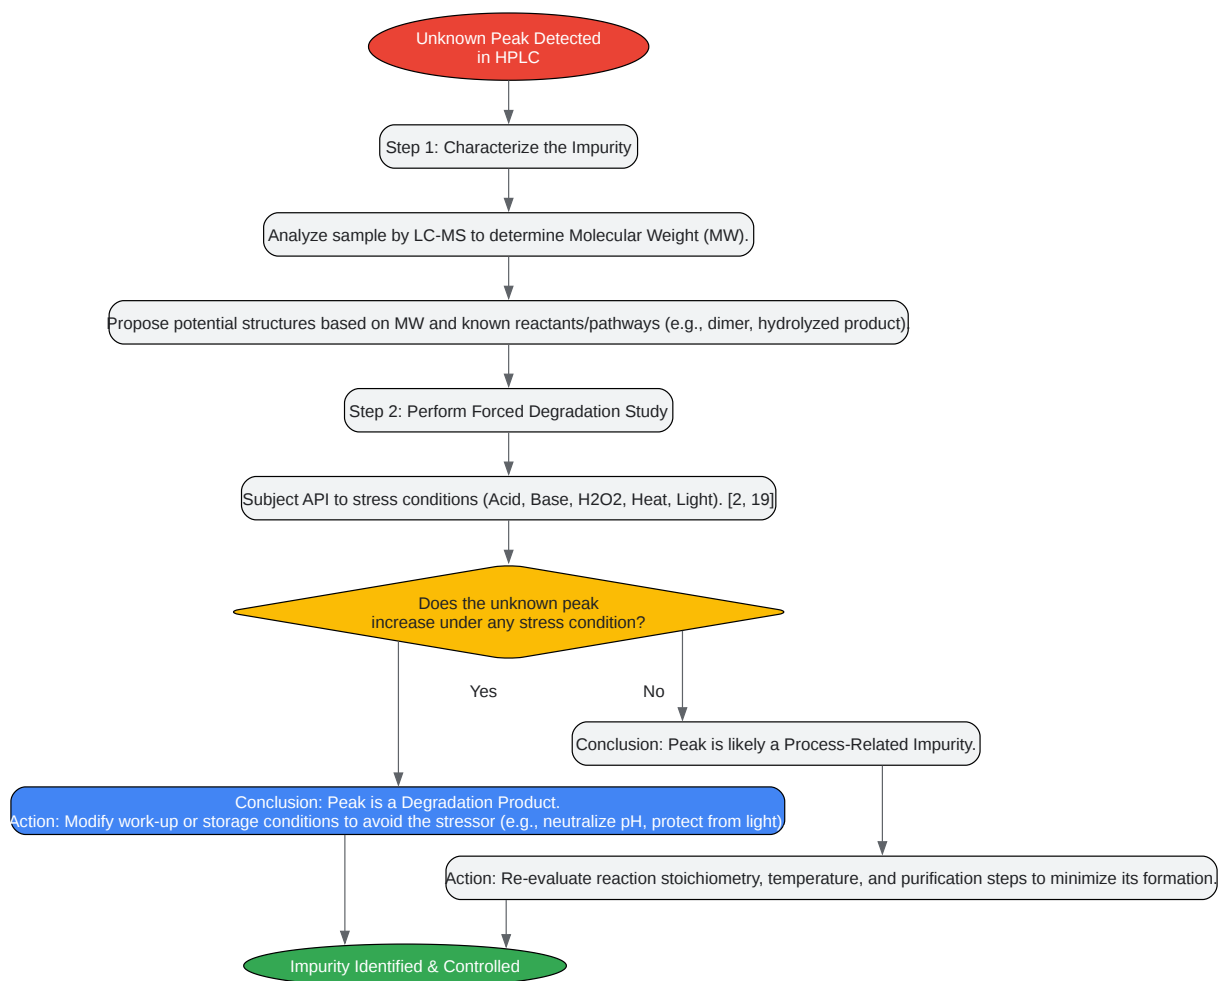 Unknown Peak Detected
in HPLC
Step 1: Characterize the Impurity
Analyze sample by LC-MS to determine Molecular Weight (MW).
Propose potential structures based on MW and known reactants/pathways (e.g., dimer, hydrolyzed product).
Step 2: Perform Forced Degradation Study
Subject API to stress conditions (Acid, Base, H2O2, Heat, Light). [2, 19]
Does the unknown peak
increase under any stress condition?
Yes
No
Conclusion: Peak is likely a Process-Related Impurity.
Conclusion: Peak is a Degradation Product.
Action: Modify work-up or storage conditions to avoid the stressor (e.g., neutralize pH, protect from light)
Action: Re-evaluate reaction stoichiometry, temperature, and purification steps to minimize its formation.
Impurity Identified & Controlled